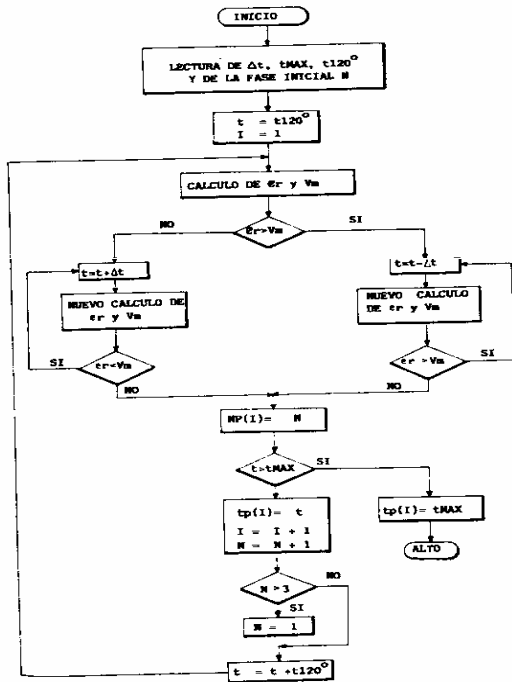 INICIO
LECTURA DE Δt, tMAX, t120°
Y DE LA FASE INICIAL N
t = t120°
I = 1
CALCULO DE er y Vm
NO
er>Vm
SI
t=t+Δt
t=t-Δt
NUEVO CALCULO DE
er y Vm
NUEVO CALCULO
DE er y Vm
SI
er<Vm
NO
er >Vm
SI
NO
NP(I)= N
t>tMAX
SI
tp(I)= t
I = I + 1
N = N + 1
tp(I)= tMAX
ALTO
N > 3
NO
SI
N = 1
t = t +t120°